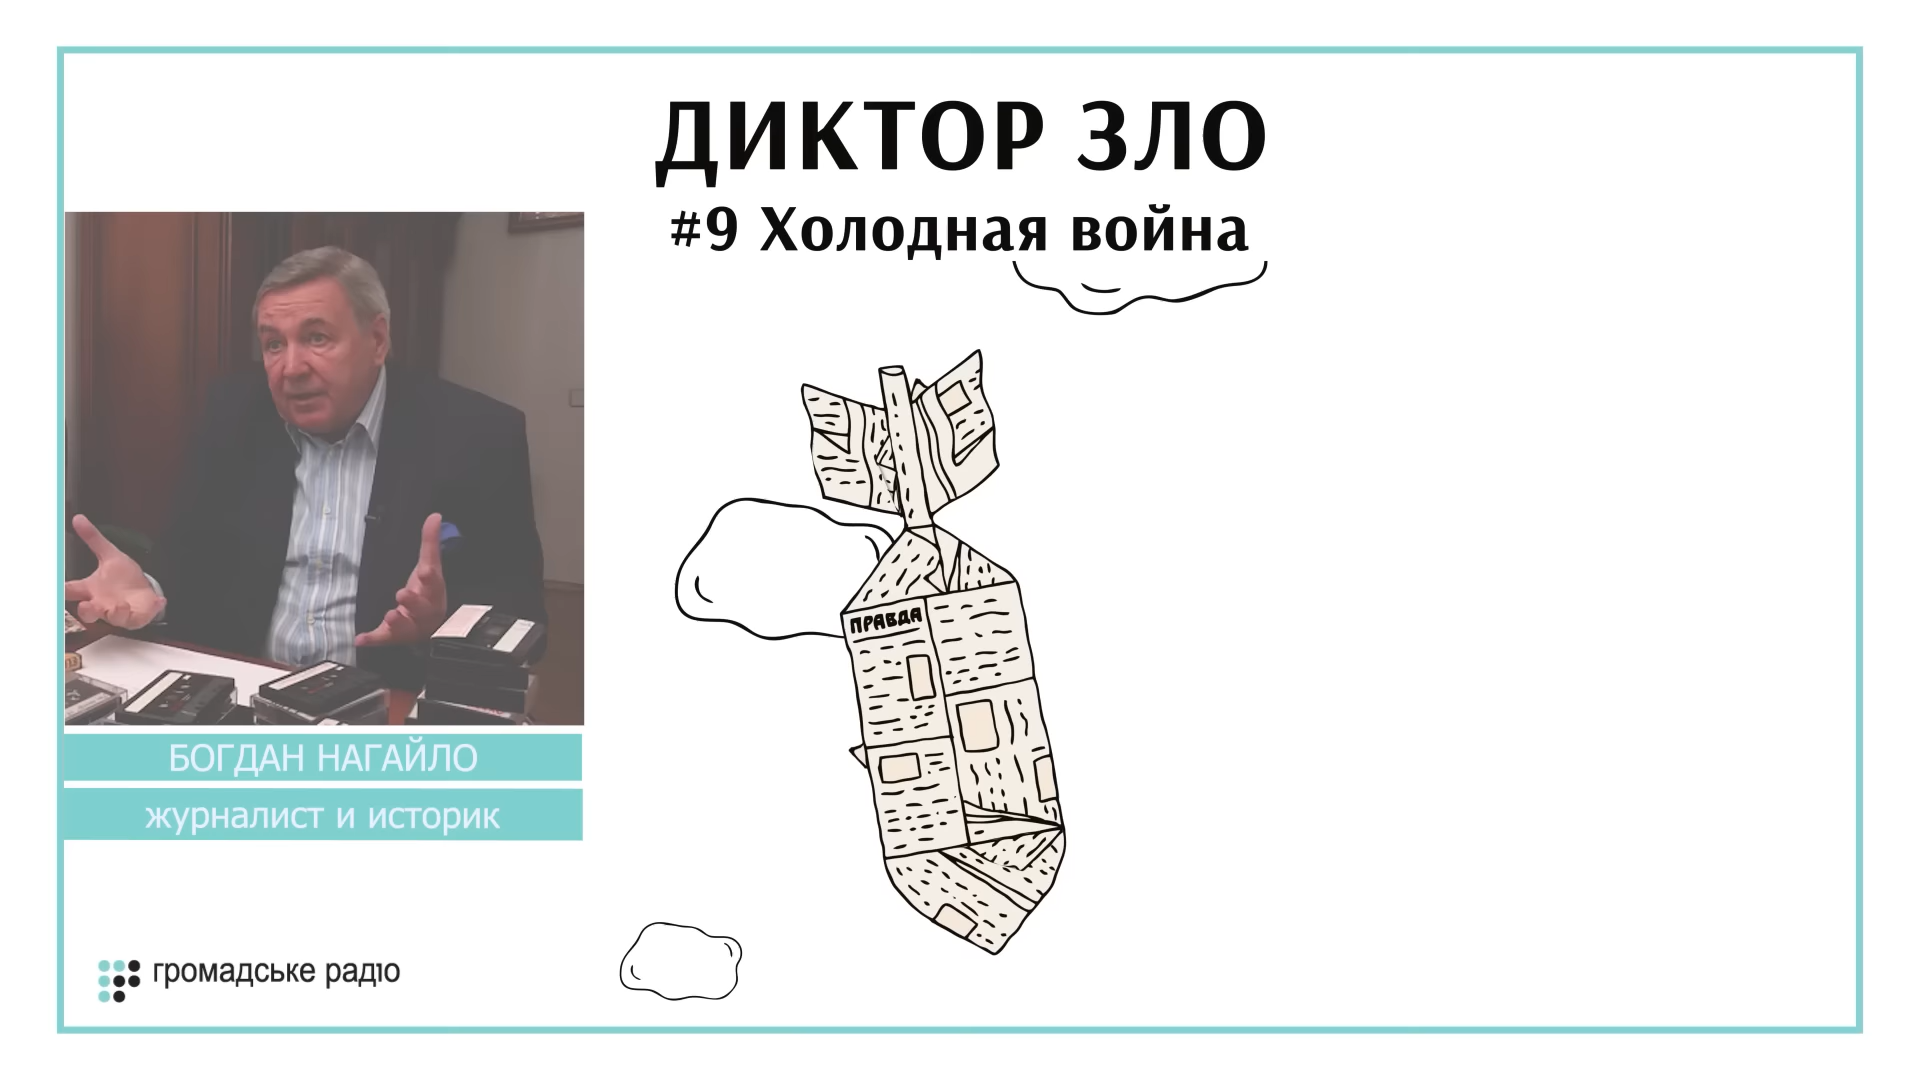 ДИКТОР ЗЛО
#9 Холодная война
ПРАВДА
БОГДАН НАГАЙЛО
журналист и историк
громадське радіо